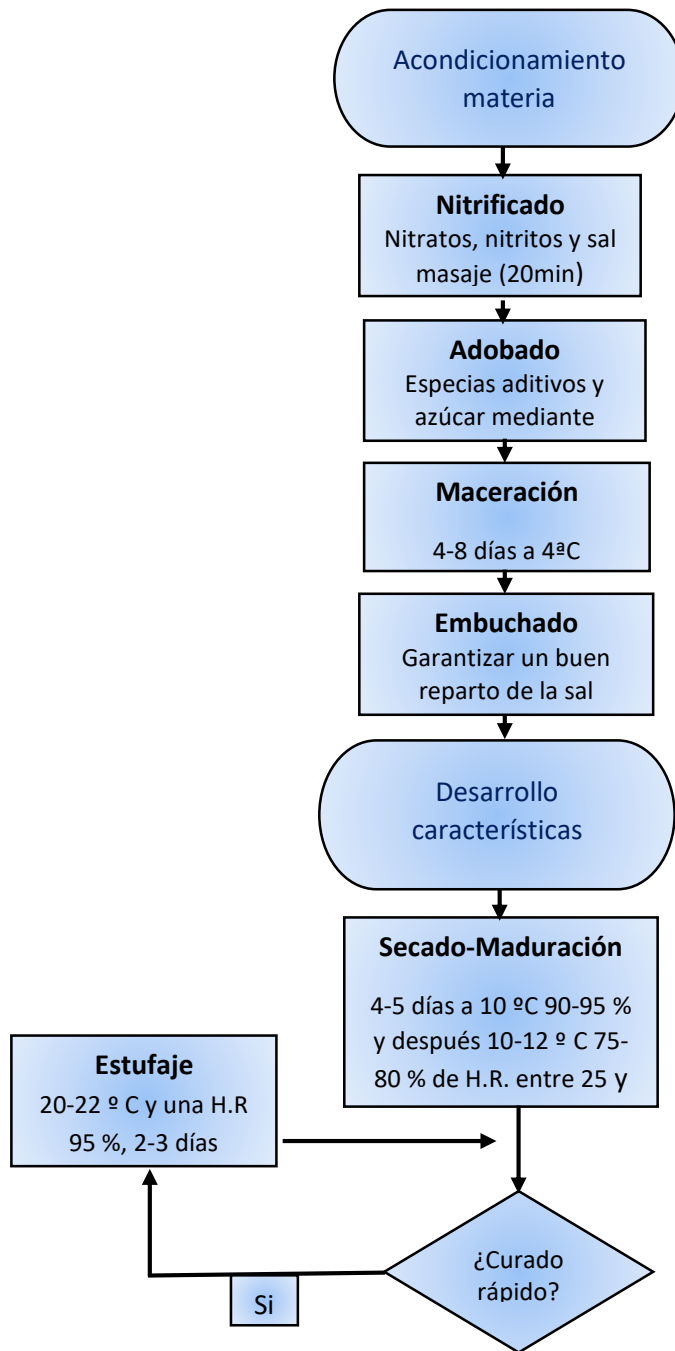 Acondicionamiento
materia
Nitrificado
Nitratos, nitritos y sal
masaje (20min)
Adobado
Especias aditivos y
azúcar mediante
Maceración
4-8 días a 4ªC
Embuchado
Garantizar un buen
reparto de la sal
Desarrollo
características
Secado-Maduración
4-5 días a 10 ºC 90-95 %
y después 10-12 º C 75-
80 % de H.R. entre 25 y
Estufaje
20-22 º C y una H.R
95 %, 2-3 días
¿Curado
rápido?
Si